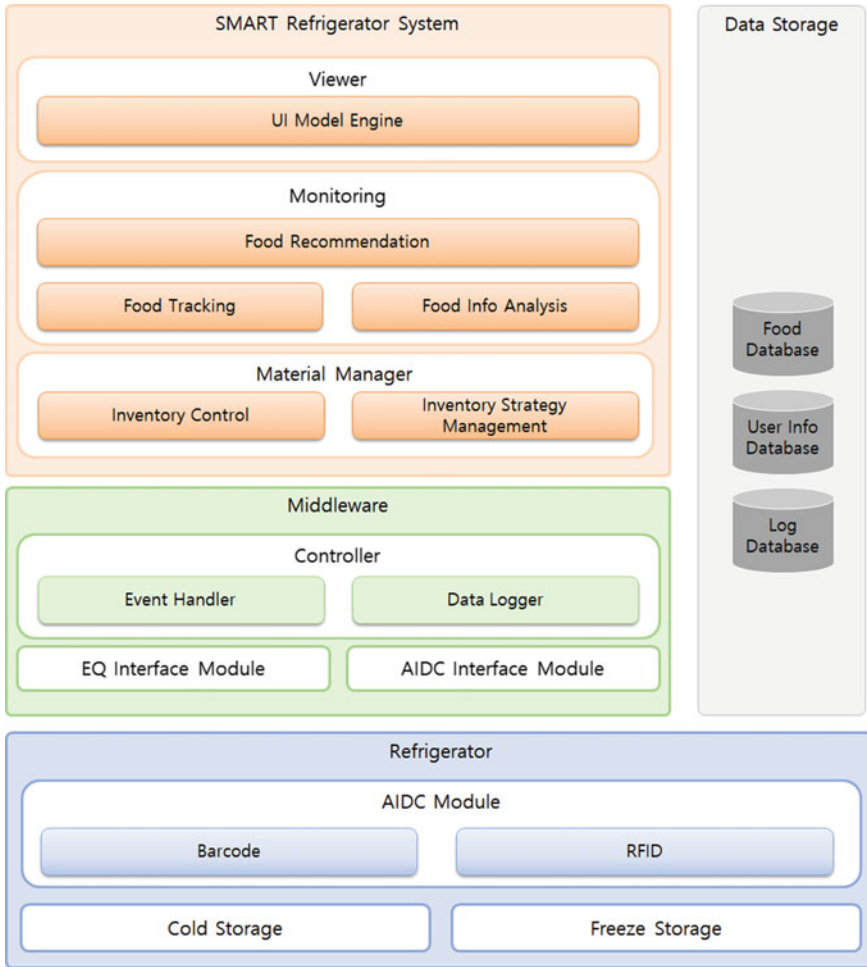 SMART Refrigerator System
Viewer
UI Model Engine
Monitoring
Food Recommendation
Food Tracking
Food Info Analysis
Material Manager
Inventory Control
Inventory Strategy
Management
Middleware
Controller
Event Handler
Data Logger
EQ Interface Module
AIDC Interface Module
Data Storage
Food
Database
User Info
Database
Log
Database
Refrigerator
AIDC Module
Barcode
RFID
Cold Storage
Freeze Storage